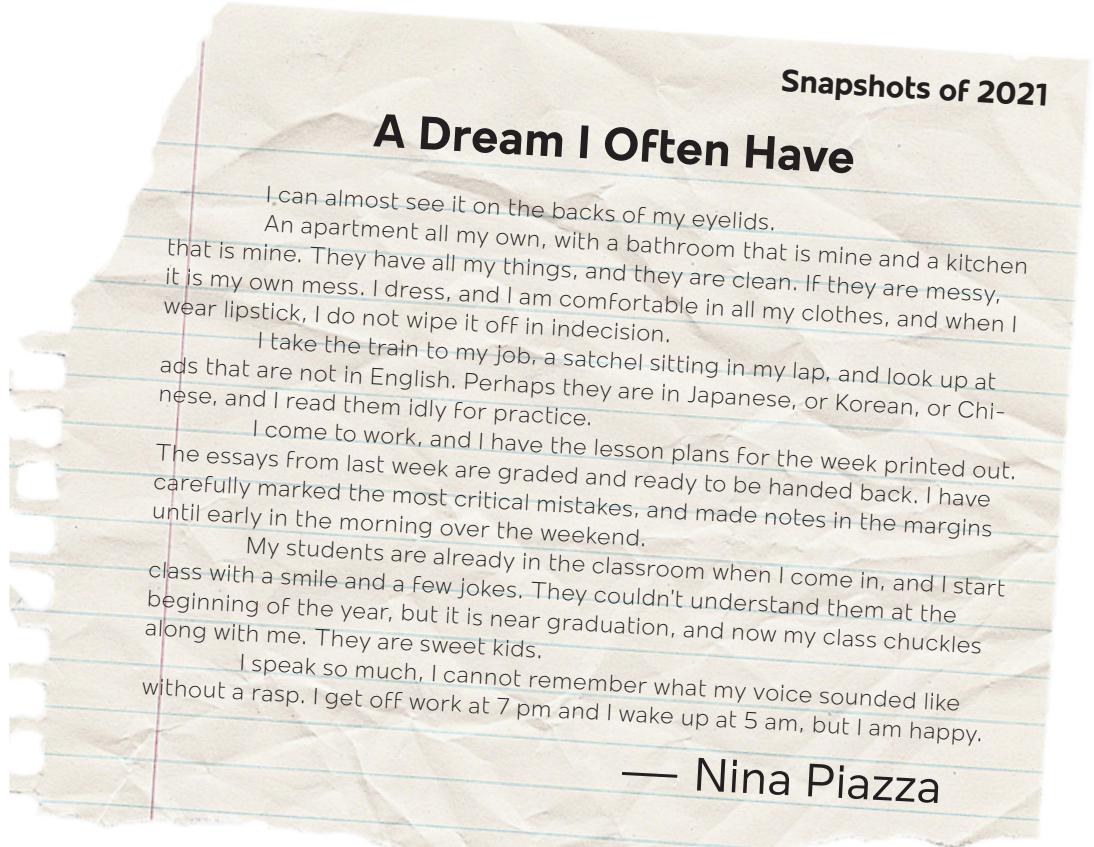 Snapshots of 2021
A Dream I Often Have
I can almost see it on the backs of my eyelids.
An apartment all my own, with a bathroom that is mine and a kitchen
that is mine. They have all my things, and they are clean. If they are messy,
it is my own mess. I dress, and I am comfortable in all my clothes, and when I
wear lipstick, I do not wipe it off in indecision.
I take the train to my job, a satchel sitting in my lap, and look up at
ads that are not in English. Perhaps they are in Japanese, or Korean, or Chi-
nese, and I read them idly for practice.
I come to work, and I have the lesson plans for the week printed out.
The essays from last week are graded and ready to be handed back. I have
carefully marked the most critical mistakes, and made notes in the margins
until early in the morning over the weekend.
My students are already in the classroom when I come in, and I start
class with a smile and a few jokes. They couldn't understand them at the
beginning of the year, but it is near graduation, and now my class chuckles
along with me. They are sweet kids.
I speak so much, I cannot remember what my voice sounded like
without a rasp. I get off work at 7 pm and I wake up at 5 am, but I am happy.
— Nina Piazza